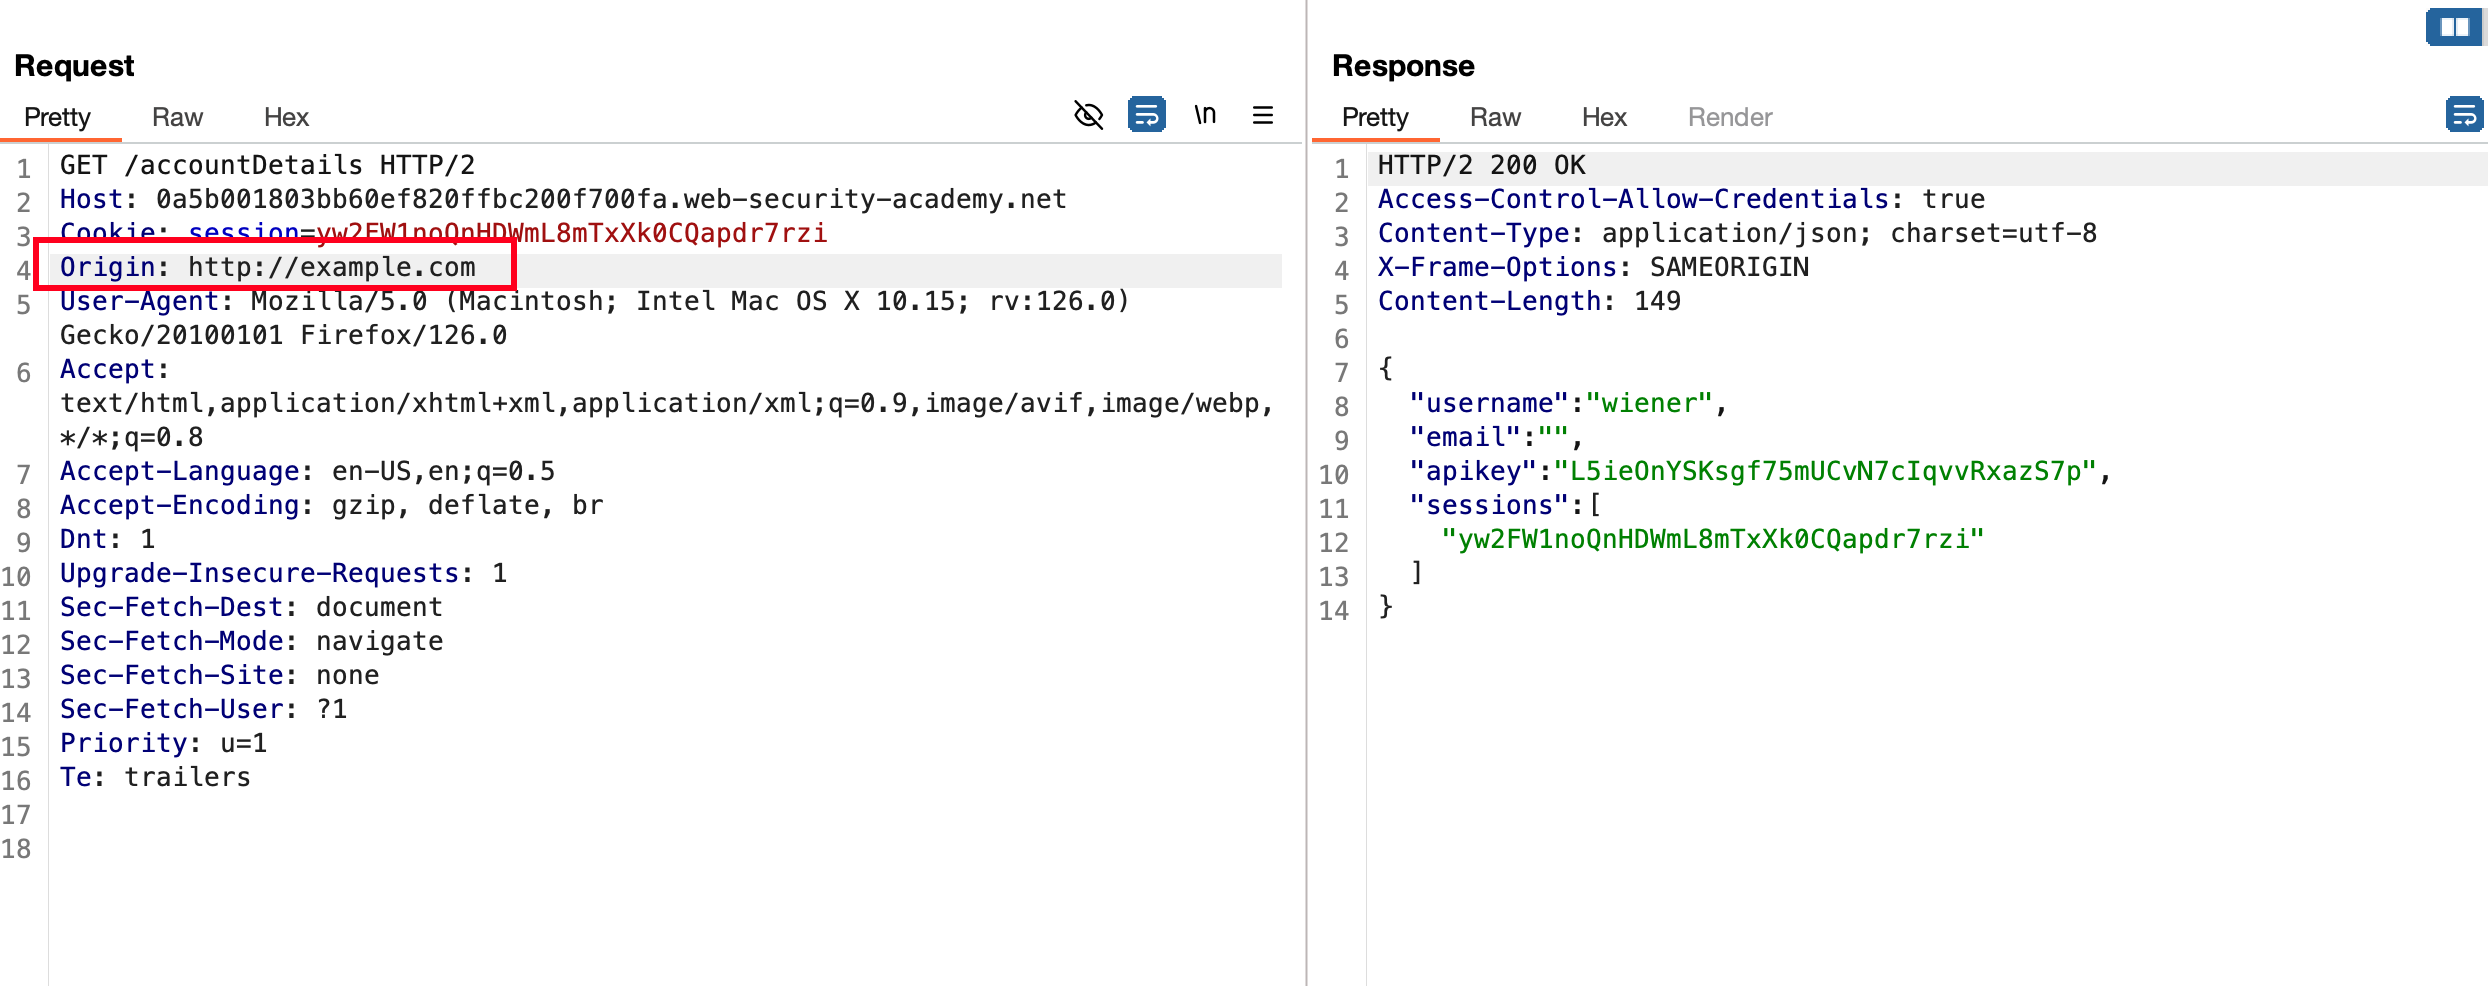 Request
Pretty Raw Hex \n
1 GET /accountDetails HTTP/2
2 Host: 0a5b001803bb60ef820ffbc200f700fa.web-security-academy.net
3 Cookie: session=yw2FW1noQnHDWmL8mTxXk0CQapdr7rzi
4 Origin: http://example.com
5 User-Agent: Mozilla/5.0 (Macintosh; Intel Mac OS X 10.15; rv:126.0)
Gecko/20100101 Firefox/126.0
6 Accept:
text/html,application/xhtml+xml,application/xml;q=0.9,image/avif,image/webp,
*/*;q=0.8
7 Accept-Language: en-US,en;q=0.5
8 Accept-Encoding: gzip, deflate, br
9 Dnt: 1
10 Upgrade-Insecure-Requests: 1
11 Sec-Fetch-Dest: document
12 Sec-Fetch-Mode: navigate
13 Sec-Fetch-Site: none
14 Sec-Fetch-User: ?1
15 Priority: u=1
16 Te: trailers
17
18
Response
Pretty Raw Hex Render
1 HTTP/2 200 OK
2 Access-Control-Allow-Credentials: true
3 Content-Type: application/json; charset=utf-8
4 X-Frame-Options: SAMEORIGIN
5 Content-Length: 149
6
7 {
8 "username":"wiener",
9 "email":"",
10 "apikey":"L5ieOnYSKsgf75mUCvN7cIqvvRxazS7p",
11 "sessions":[
12 "yw2FW1noQnHDWmL8mTxXk0CQapdr7rzi"
13 ]
14 }